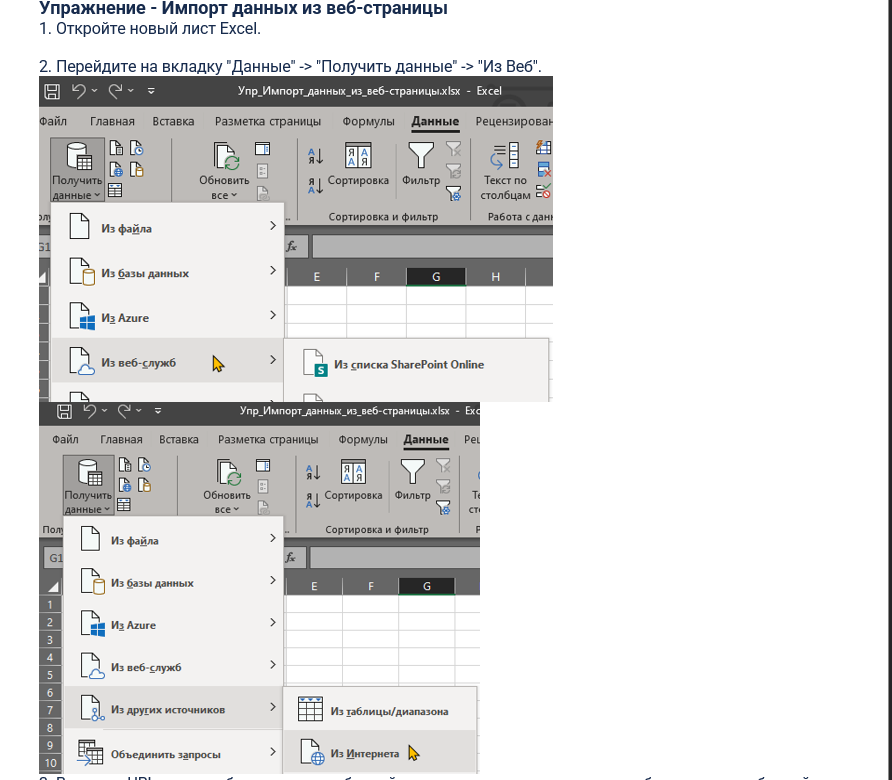 Упражнение - Импорт данных из веб-страницы
1. Откройте новый лист Excel.
2. Перейдите на вкладку "Данные" -> "Получить данные" -> "Из Веб".
Упр_Импорт_данных_из_веб-страницы.xlsx - Excel
Файл Главная Вставка Разметка страницы Формулы Данные Рецензирован
Получить данные
Обновить все
Сортировка
Фильтр
Текст по столбцам
Сортировка и фильтр
Работа с дан
Из файла
fx
Из базы данных
E F G H
Из Azure
Из веб-служб
Из списка SharePoint Online
Упр_Импорт_данных_из_веб-страницы.xlsx - Exc
Файл Главная Вставка Разметка страницы Формулы Данные Рец
Получить данные
Обновить все
Сортировка
Фильтр
Сортировка и фильтр
Из файла
G1
fx
Из базы данных
E F G
1
2
Из Azure
3
4
Из веб-служб
5
6
Из других источников
Из таблицы/диапазона
7
8
Объединить запросы
Из Интернета
9
10